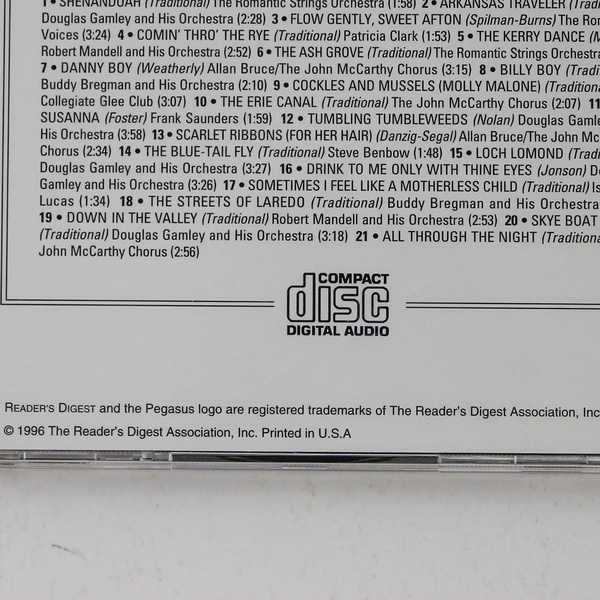 1 • SHENANDOAH (Traditional) The Romantic Strings Orchestra (1:58) 2 • ARKANSAS TRAVELER (Tradi
Douglas Gamley and His Orchestra (2:28) 3 • FLOW GENTLY, SWEET AFTON (Spilman-Burns) The Ro
Voices (3:24) 4 • COMIN' THRO' THE RYE (Traditional) Patricia Clark (1:53) 5 • THE KERRY DANCE (M
Robert Mandell and His Orchestra (2:52) 6 • THE ASH GROVE (Traditional) The Romantic Strings Orchestra
7 • DANNY BOY (Weatherly) Allan Bruce/The John McCarthy Chorus (3:15) 8 • BILLY BOY (Traditi
Buddy Bregman and His Orchestra (2:10) 9 • COCKLES AND MUSSELS (MOLLY MALONE) (Traditiona
Collegiate Glee Club (3:07) 10 • THE ERIE CANAL (Traditional) The John McCarthy Chorus (2:07) 11
SUSANNA (Foster) Frank Saunders (1:59) 12 • TUMBLING TUMBLEWEEDS (Nolan) Douglas Gamle
His Orchestra (3:58) 13 • SCARLET RIBBONS (FOR HER HAIR) (Danzig-Segal) Allan Bruce/The John Mc
Chorus (2:34) 14 • THE BLUE-TAIL FLY (Traditional) Steve Benbow (1:48) 15 • LOCH LOMOND (Tradi
Douglas Gamley and His Orchestra (3:27) 16 • DRINK TO ME ONLY WITH THINE EYES (Jonson) Do
Gamley and His Orchestra (3:26) 17 • SOMETIMES I FEEL LIKE A MOTHERLESS CHILD (Traditional) Is
Lucas (1:34) 18 • THE STREETS OF LAREDO (Traditional) Buddy Bregman and His Orchestra
19 • DOWN IN THE VALLEY (Traditional) Robert Mandell and His Orchestra (2:53) 20 • SKYE BOAT
(Traditional) Douglas Gamley and His Orchestra (3:18) 21 • ALL THROUGH THE NIGHT (Traditiona
John McCarthy Chorus (2:56)
COMPACT
disc
DIGITAL AUDIO
READER'S DIGEST and the Pegasus logo are registered trademarks of The Reader's Digest Association, Inc
© 1996 The Reader's Digest Association, Inc. Printed in U.S.A